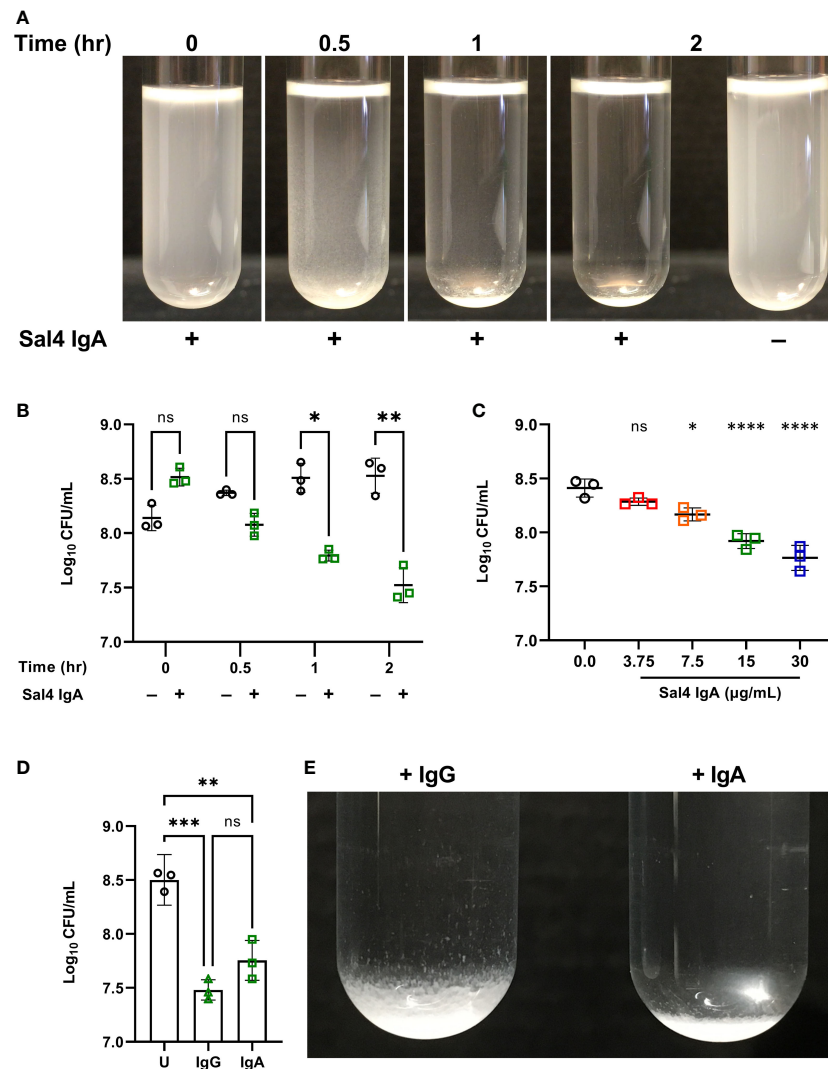 A
Time (hr) 0 0.5 1 2
Sal4 IgA + + + + –
B
9.0
8.5
8.0
7.5
7.0
Log10 CFU/mL
ns ns * **
Time (hr) 0 0.5 1 2
Sal4 IgA – + – + – + – +
C
9.0
8.5
8.0
7.5
7.0
Log10 CFU/mL
ns * **** ****
0.0 3.75 7.5 15 30
Sal4 IgA (µg/mL)
D
9.0
8.5
8.0
7.5
7.0
Log10 CFU/mL
**
*** ns
U IgG IgA
E
+ IgG + IgA